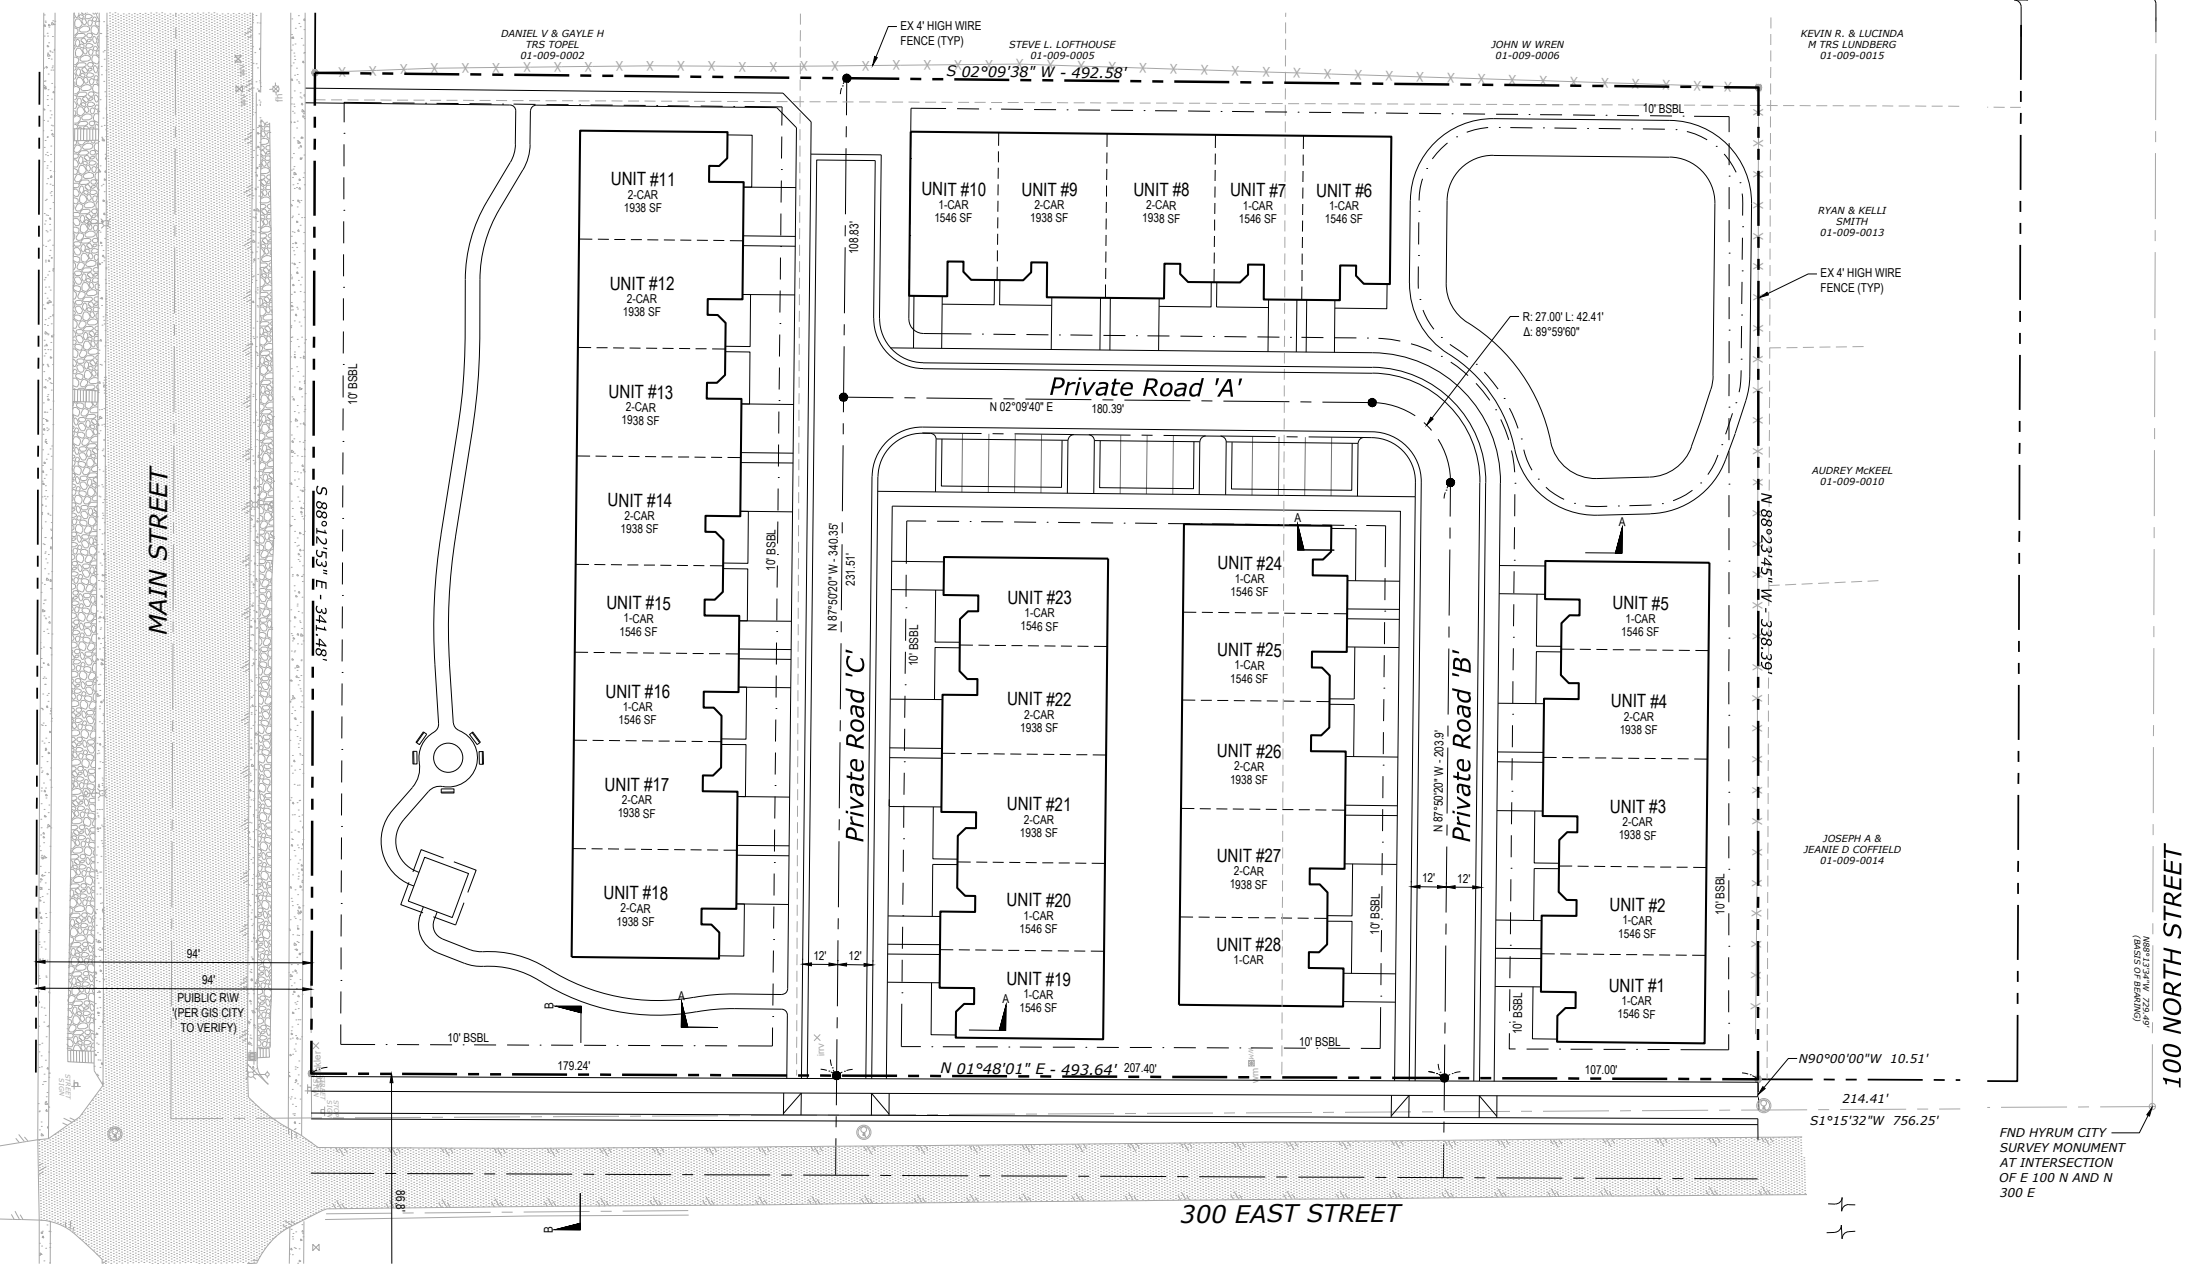 DANIEL V & GAYLE H
TRS TOPEL
01-009-0002
EX 4' HIGH WIRE
FENCE (TYP)
STEVE L. LOFTHOUSE
01-009-0005
JOHN W WREN
01-009-0006
KEVIN R. & LUCINDA
M TRS LUNDBERG
01-009-0015
S 02°09'38" W - 492.58'
10' BSBL
UNIT #11
2-CAR
1938 SF
UNIT #10
1-CAR
1546 SF
UNIT #9
2-CAR
1938 SF
UNIT #8
2-CAR
1938 SF
UNIT #7
1-CAR
1546 SF
UNIT #6
1-CAR
1546 SF
RYAN & KELLI
SMITH
01-009-0013
108.83'
EX 4' HIGH WIRE
FENCE (TYP)
UNIT #12
2-CAR
1938 SF
R: 27.00' L: 42.41'
Δ: 89°59'60"
10' BSBL
UNIT #13
2-CAR
1938 SF
Private Road 'A'
N 02°09'40" E
180.39'
AUDREY McKEEL
01-009-0010
MAIN STREET
S 88°12'53" E - 341.48'
UNIT #14
2-CAR
1938 SF
10' BSBL
N 87°50'20" W - 340.35'
231.51'
A
A
N 88°23'45" W - 338.39'
UNIT #24
1-CAR
1546 SF
UNIT #23
1-CAR
1546 SF
UNIT #5
1-CAR
1546 SF
UNIT #15
1-CAR
1546 SF
10' BSBL
UNIT #25
1-CAR
1546 SF
UNIT #16
1-CAR
1546 SF
Private Road 'C'
UNIT #22
2-CAR
1938 SF
UNIT #4
2-CAR
1938 SF
Private Road 'B'
N 87°50'20" W - 203.9'
UNIT #26
2-CAR
1938 SF
UNIT #17
2-CAR
1938 SF
UNIT #21
2-CAR
1938 SF
UNIT #3
2-CAR
1938 SF
JOSEPH A &
JEANIE D COFFIELD
01-009-0014
UNIT #27
2-CAR
1938 SF
12'
12'
UNIT #18
2-CAR
1938 SF
UNIT #20
1-CAR
1546 SF
10' BSBL
UNIT #2
1-CAR
1546 SF
10' BSBL
UNIT #28
1-CAR
94'
12'
12'
94'
PUIBLIC R\W
(PER GIS CITY
TO VERIFY)
UNIT #19
1-CAR
1546 SF
UNIT #1
1-CAR
1546 SF
10' BSBL
N88°13'34"W 729.49'
(BASIS OF BEARING)
100 NORTH STREET
A
A
B
10' BSBL
inv
10' BSBL
179.24'
N 01°48'01" E - 493.64'
207.40'
wm
107.00'
N90°00'00"W 10.51'
214.41'
S1°15'32"W 756.25'
STREET
SIGN
FND HYRUM CITY
SURVEY MONUMENT
AT INTERSECTION
OF E 100 N AND N
300 E
86.8'
B
300 EAST STREET